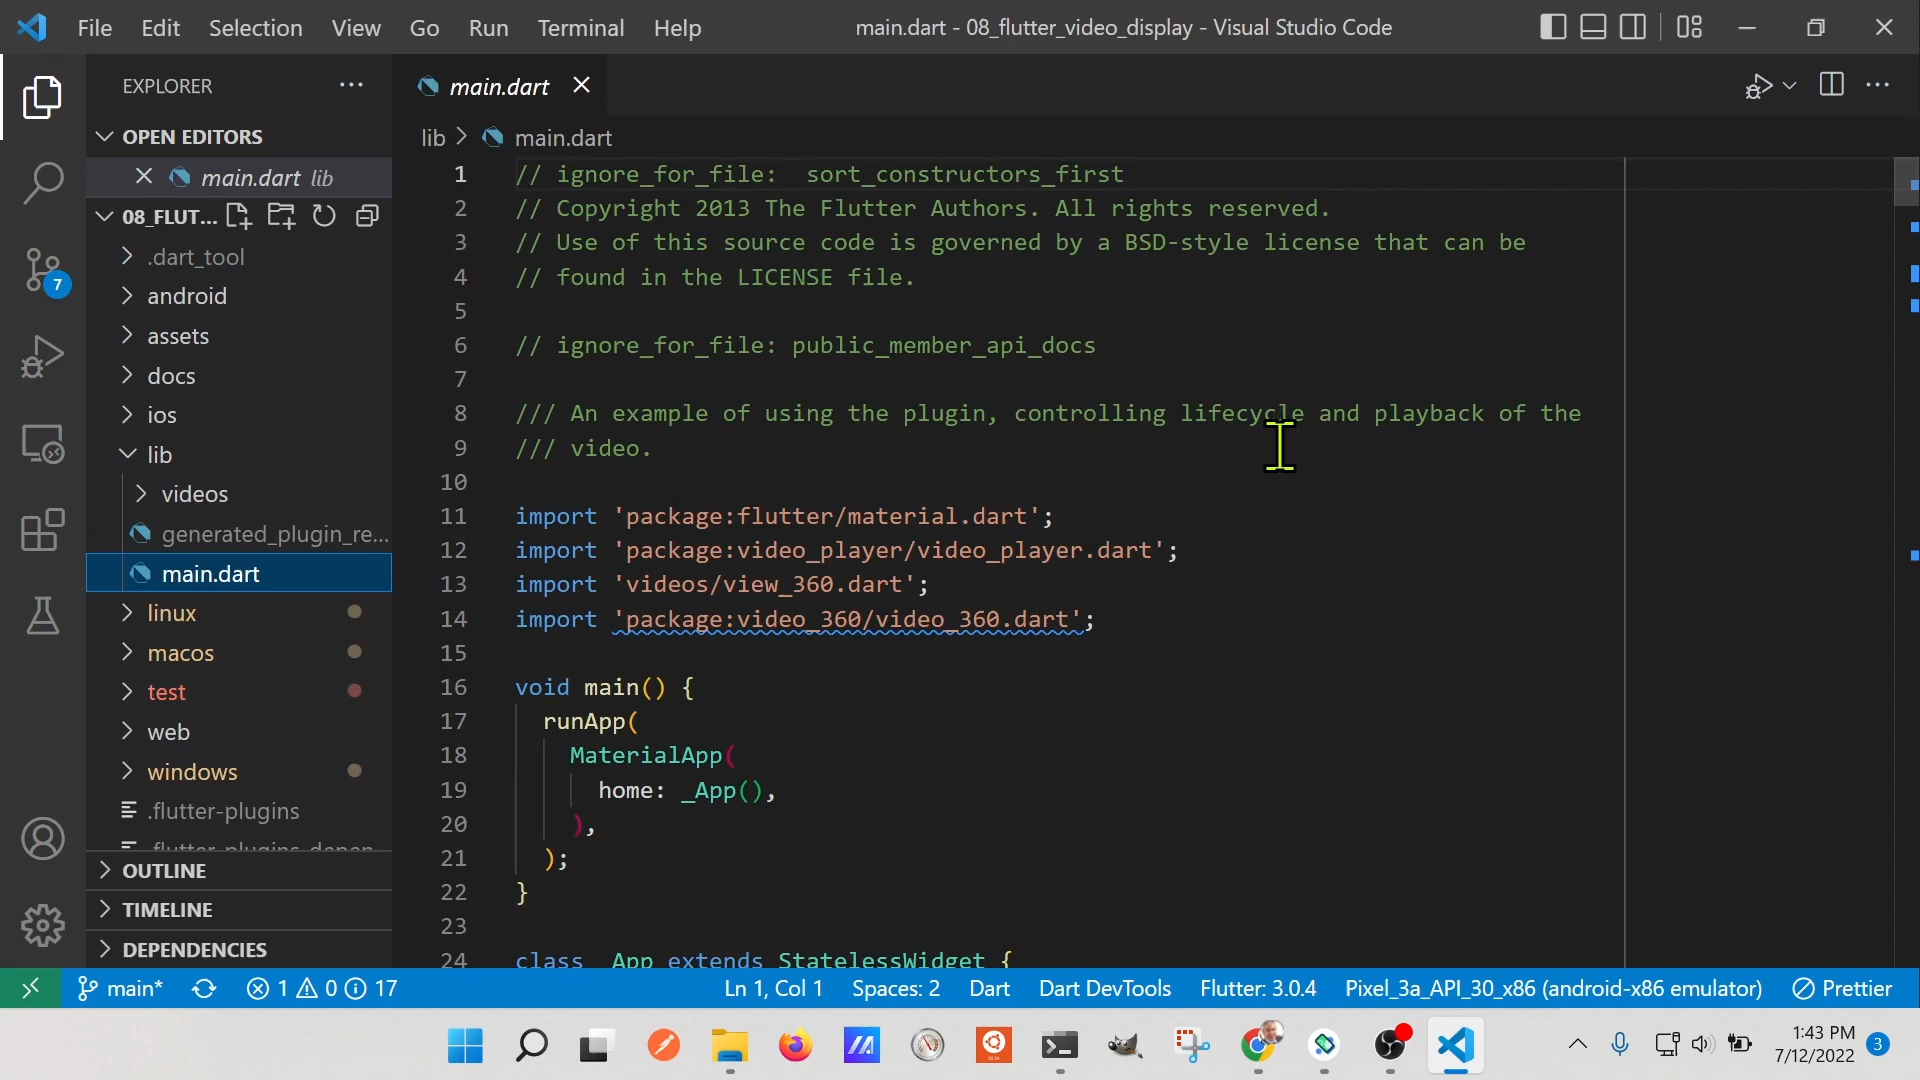 File Edit Selection View Go Run Terminal Help
main.dart - 08_flutter_video_display - Visual Studio Code
EXPLORER
OPEN EDITORS
main.dart lib
08_FLUT...
.dart_tool
android
assets
docs
ios
lib
videos
generated_plugin_re...
main.dart
linux
macos
test
web
windows
.flutter-plugins
.flutter-plugins_depen
OUTLINE
TIMELINE
DEPENDENCIES
7
main.dart
lib > main.dart
1 // ignore_for_file:  sort_constructors_first
2 // Copyright 2013 The Flutter Authors. All rights reserved.
3 // Use of this source code is governed by a BSD-style license that can be
4 // found in the LICENSE file.
5
6 // ignore_for_file: public_member_api_docs
7
8 /// An example of using the plugin, controlling lifecycle and playback of the
9 /// video.
10
11 import 'package:flutter/material.dart';
12 import 'package:video_player/video_player.dart';
13 import 'videos/view_360.dart';
14 import 'package:video_360/video_360.dart';
15
16 void main() {
17   runApp(
18     MaterialApp(
19       home: _App(),
20     ),
21   );
22 }
23
24 class _App extends StatelessWidget {
main* 1 0 17
Ln 1, Col 1 Spaces: 2 Dart Dart DevTools Flutter: 3.0.4 Pixel_3a_API_30_x86 (android-x86 emulator) Prettier
1:43 PM
7/12/2022
3